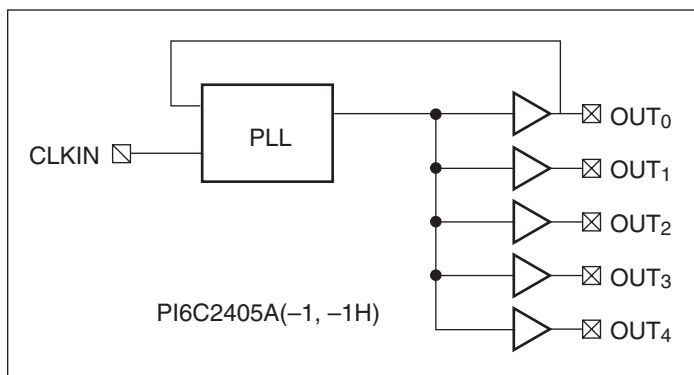 PLL
CLKIN
OUT0
OUT1
OUT2
OUT3
OUT4
PI6C2405A(–1, –1H)